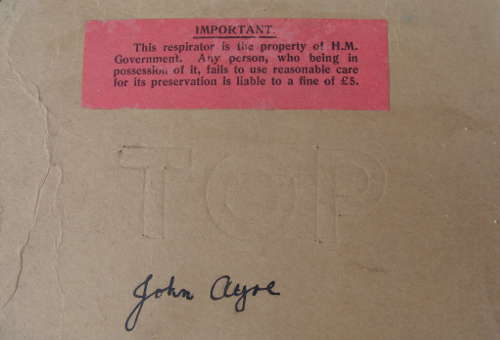 IMPORTANT.
This respirator is the property of H.M.
Government. Any person, who being in
possession of it, fails to use reasonable care
for its preservation is liable to a fine of £5.
TOP
John Ayre